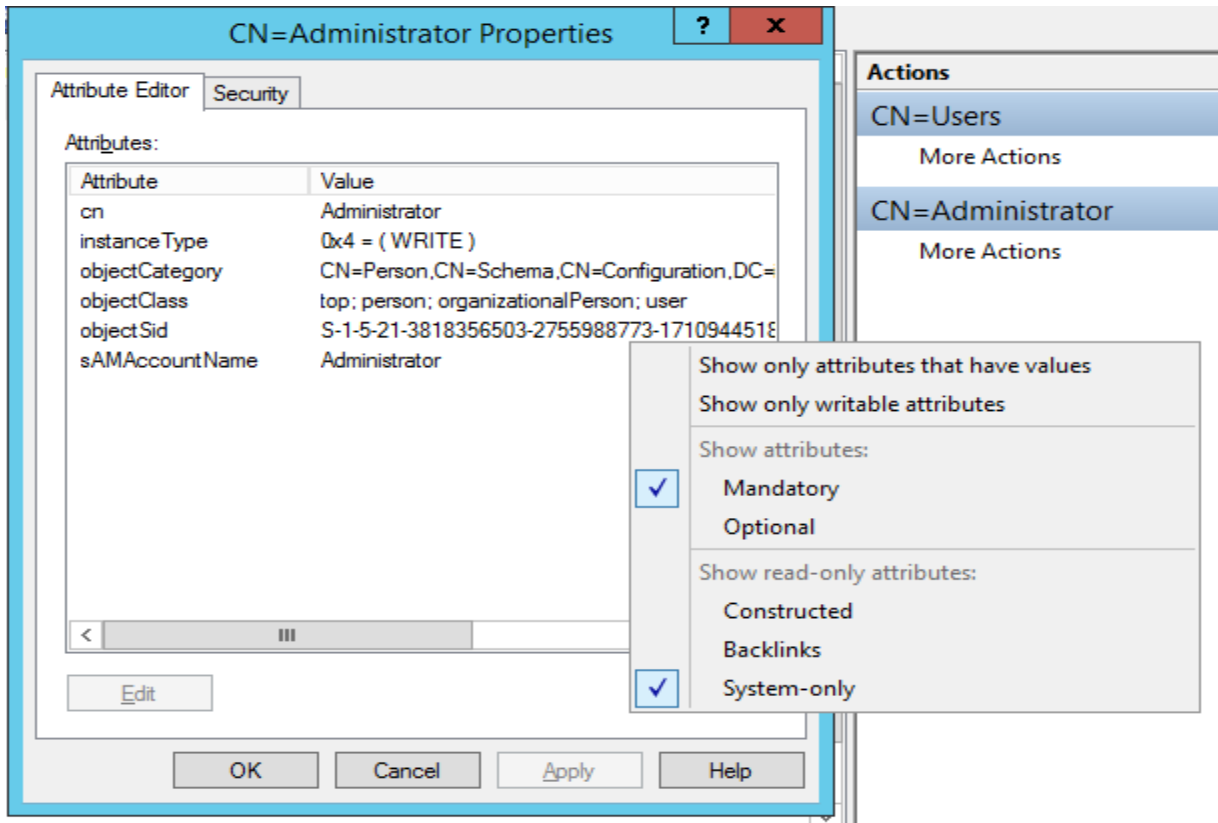 CN=Administrator Properties
?
x
Attribute Editor
Security
Attributes:
Attribute Value
cn Administrator
instanceType 0x4 = ( WRITE )
objectCategory CN=Person,CN=Schema,CN=Configuration,DC=
objectClass top; person; organizationalPerson; user
objectSid S-1-5-21-3818356503-2755988773-1710944518
sAMAccountName Administrator
Edit
OK
Cancel
Apply
Help
Show only attributes that have values
Show only writable attributes
Show attributes:
Mandatory
Optional
Show read-only attributes:
Constructed
Backlinks
System-only
Actions
CN=Users
More Actions
CN=Administrator
More Actions